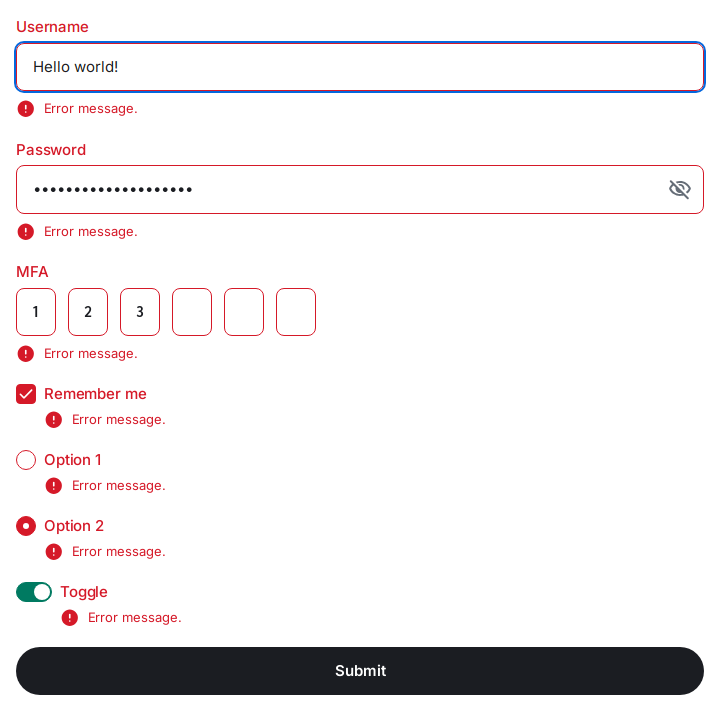 Username
Hello world!
Error message.
Password
••••••••••••••••••••
Error message.
MFA
1 2 3
Error message.
Remember me
Error message.
Option 1
Error message.
Option 2
Error message.
Toggle
Error message.
Submit